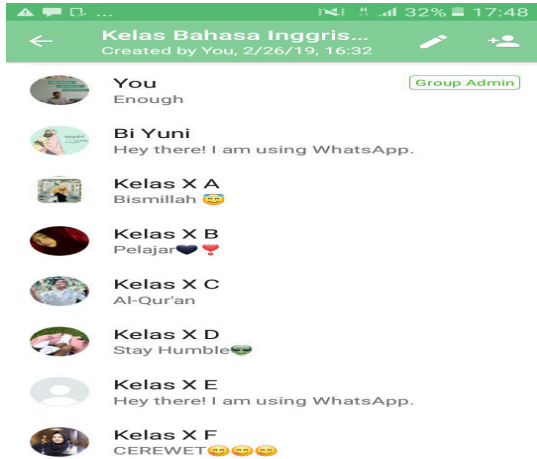 32% 17:48
Kelas Bahasa Inggris...
Created by You, 2/26/19, 16:32
You
Group Admin
Enough
Bi Yuni
Hey there! I am using WhatsApp.
Kelas X A
Bismillah 😇
Kelas X B
Pelajar🖤❣️
Kelas X C
Al-Qur'an
Kelas X D
Stay Humble👽
Kelas X E
Hey there! I am using WhatsApp.
Kelas X F
CEREWET😊😊😊